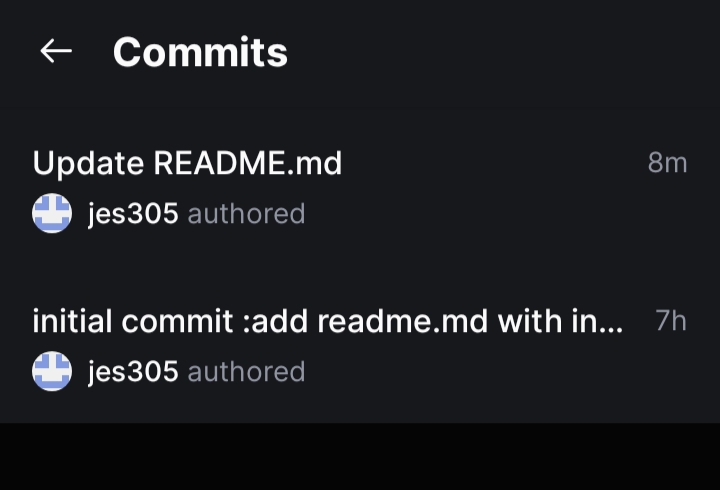 Commits
Update README.md 8m
jes305 authored
initial commit :add readme.md with in... 7h
jes305 authored